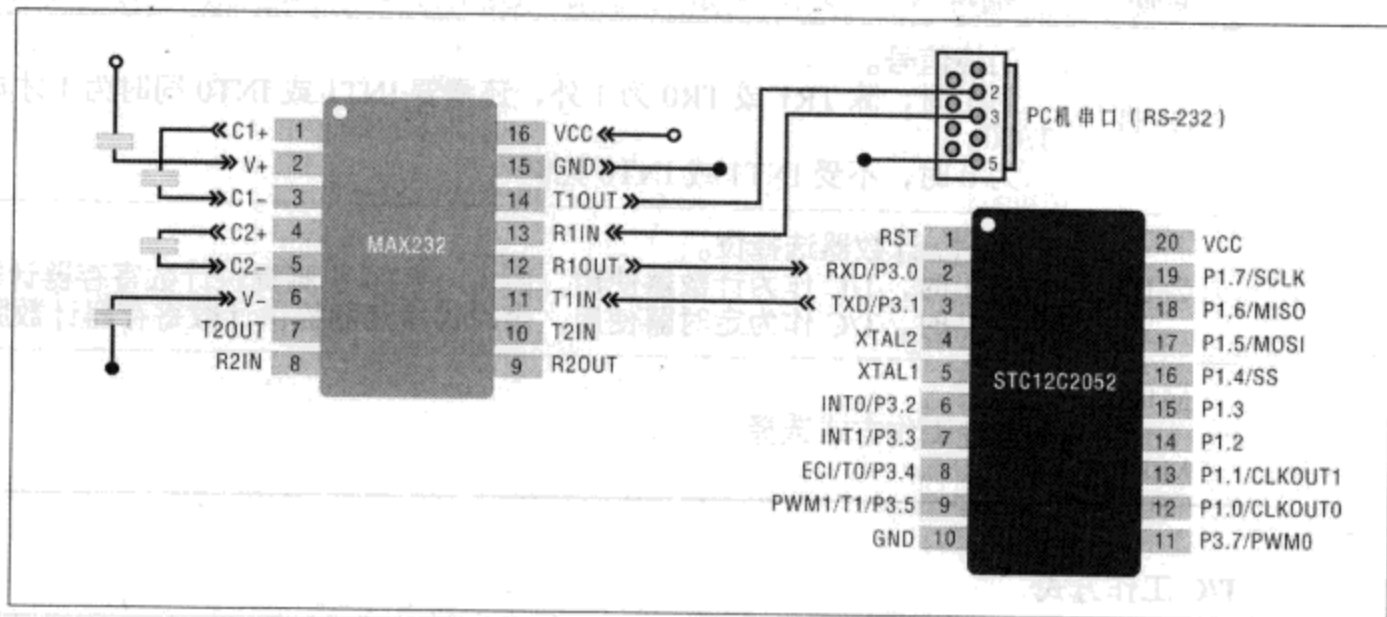 PC机串口（RS-232）
2
3
5
C1+ 1
V+ 2
C1- 3
C2+ 4
C2- 5
V- 6
T2OUT 7
R2IN 8
MAX232
16 VCC
15 GND
14 T1OUT
13 R1IN
12 R1OUT
11 T1IN
10 T2IN
9 R2OUT
RST 1
RXD/P3.0 2
TXD/P3.1 3
XTAL2 4
XTAL1 5
INT0/P3.2 6
INT1/P3.3 7
ECI/T0/P3.4 8
PWM1/T1/P3.5 9
GND 10
STC12C2052
20 VCC
19 P1.7/SCLK
18 P1.6/MISO
17 P1.5/MOSI
16 P1.4/SS
15 P1.3
14 P1.2
13 P1.1/CLKOUT1
12 P1.0/CLKOUT0
11 P3.7/PWM0